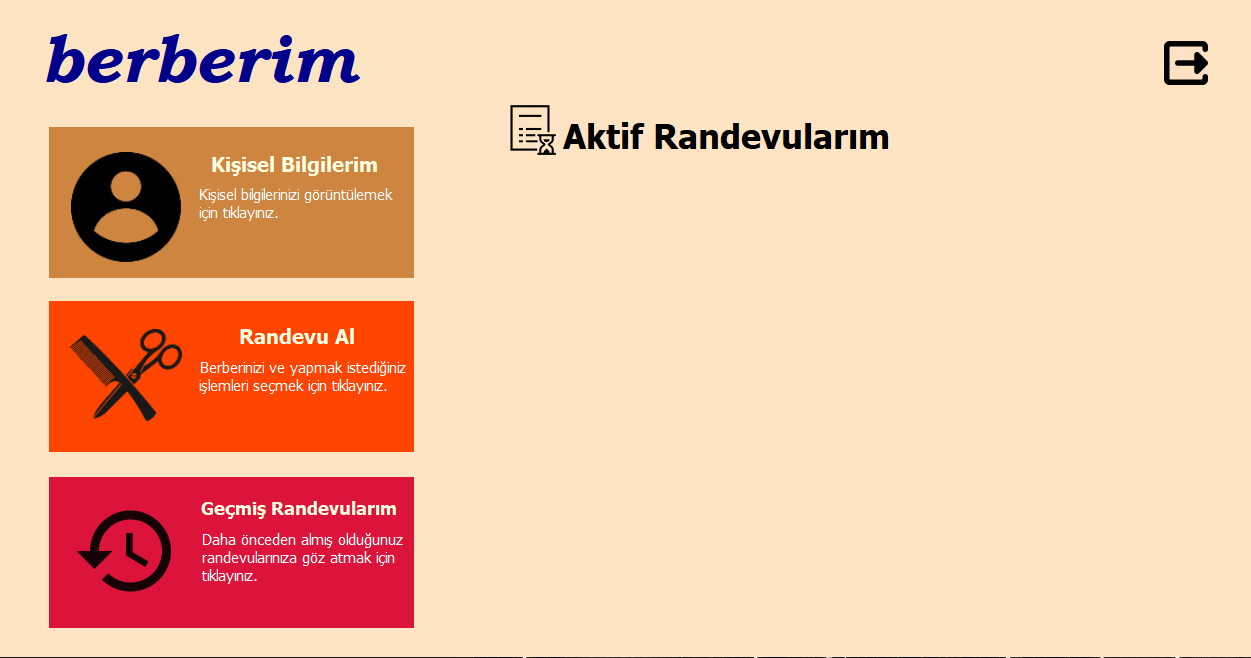 berberim
Aktif Randevularım
Kişisel Bilgilerim
Kişisel bilgilerinizi görüntülemek
için tıklayınız.
Randevu Al
Berberinizi ve yapmak istediğiniz
işlemleri seçmek için tıklayınız.
Geçmiş Randevularım
Daha önceden almış olduğunuz
randevularınıza göz atmak için
tıklayınız.